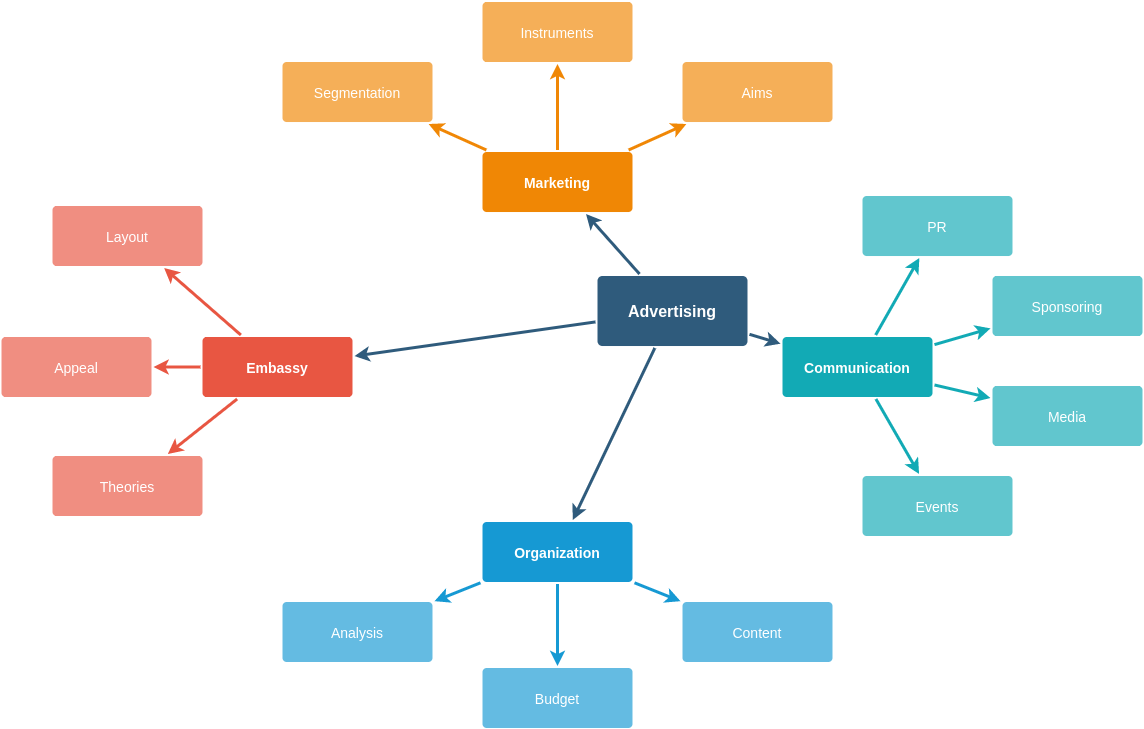 Instruments
Segmentation
Aims
Marketing
Layout
PR
Sponsoring
Advertising
Appeal
Embassy
Communication
Media
Theories
Events
Organization
Analysis
Content
Budget